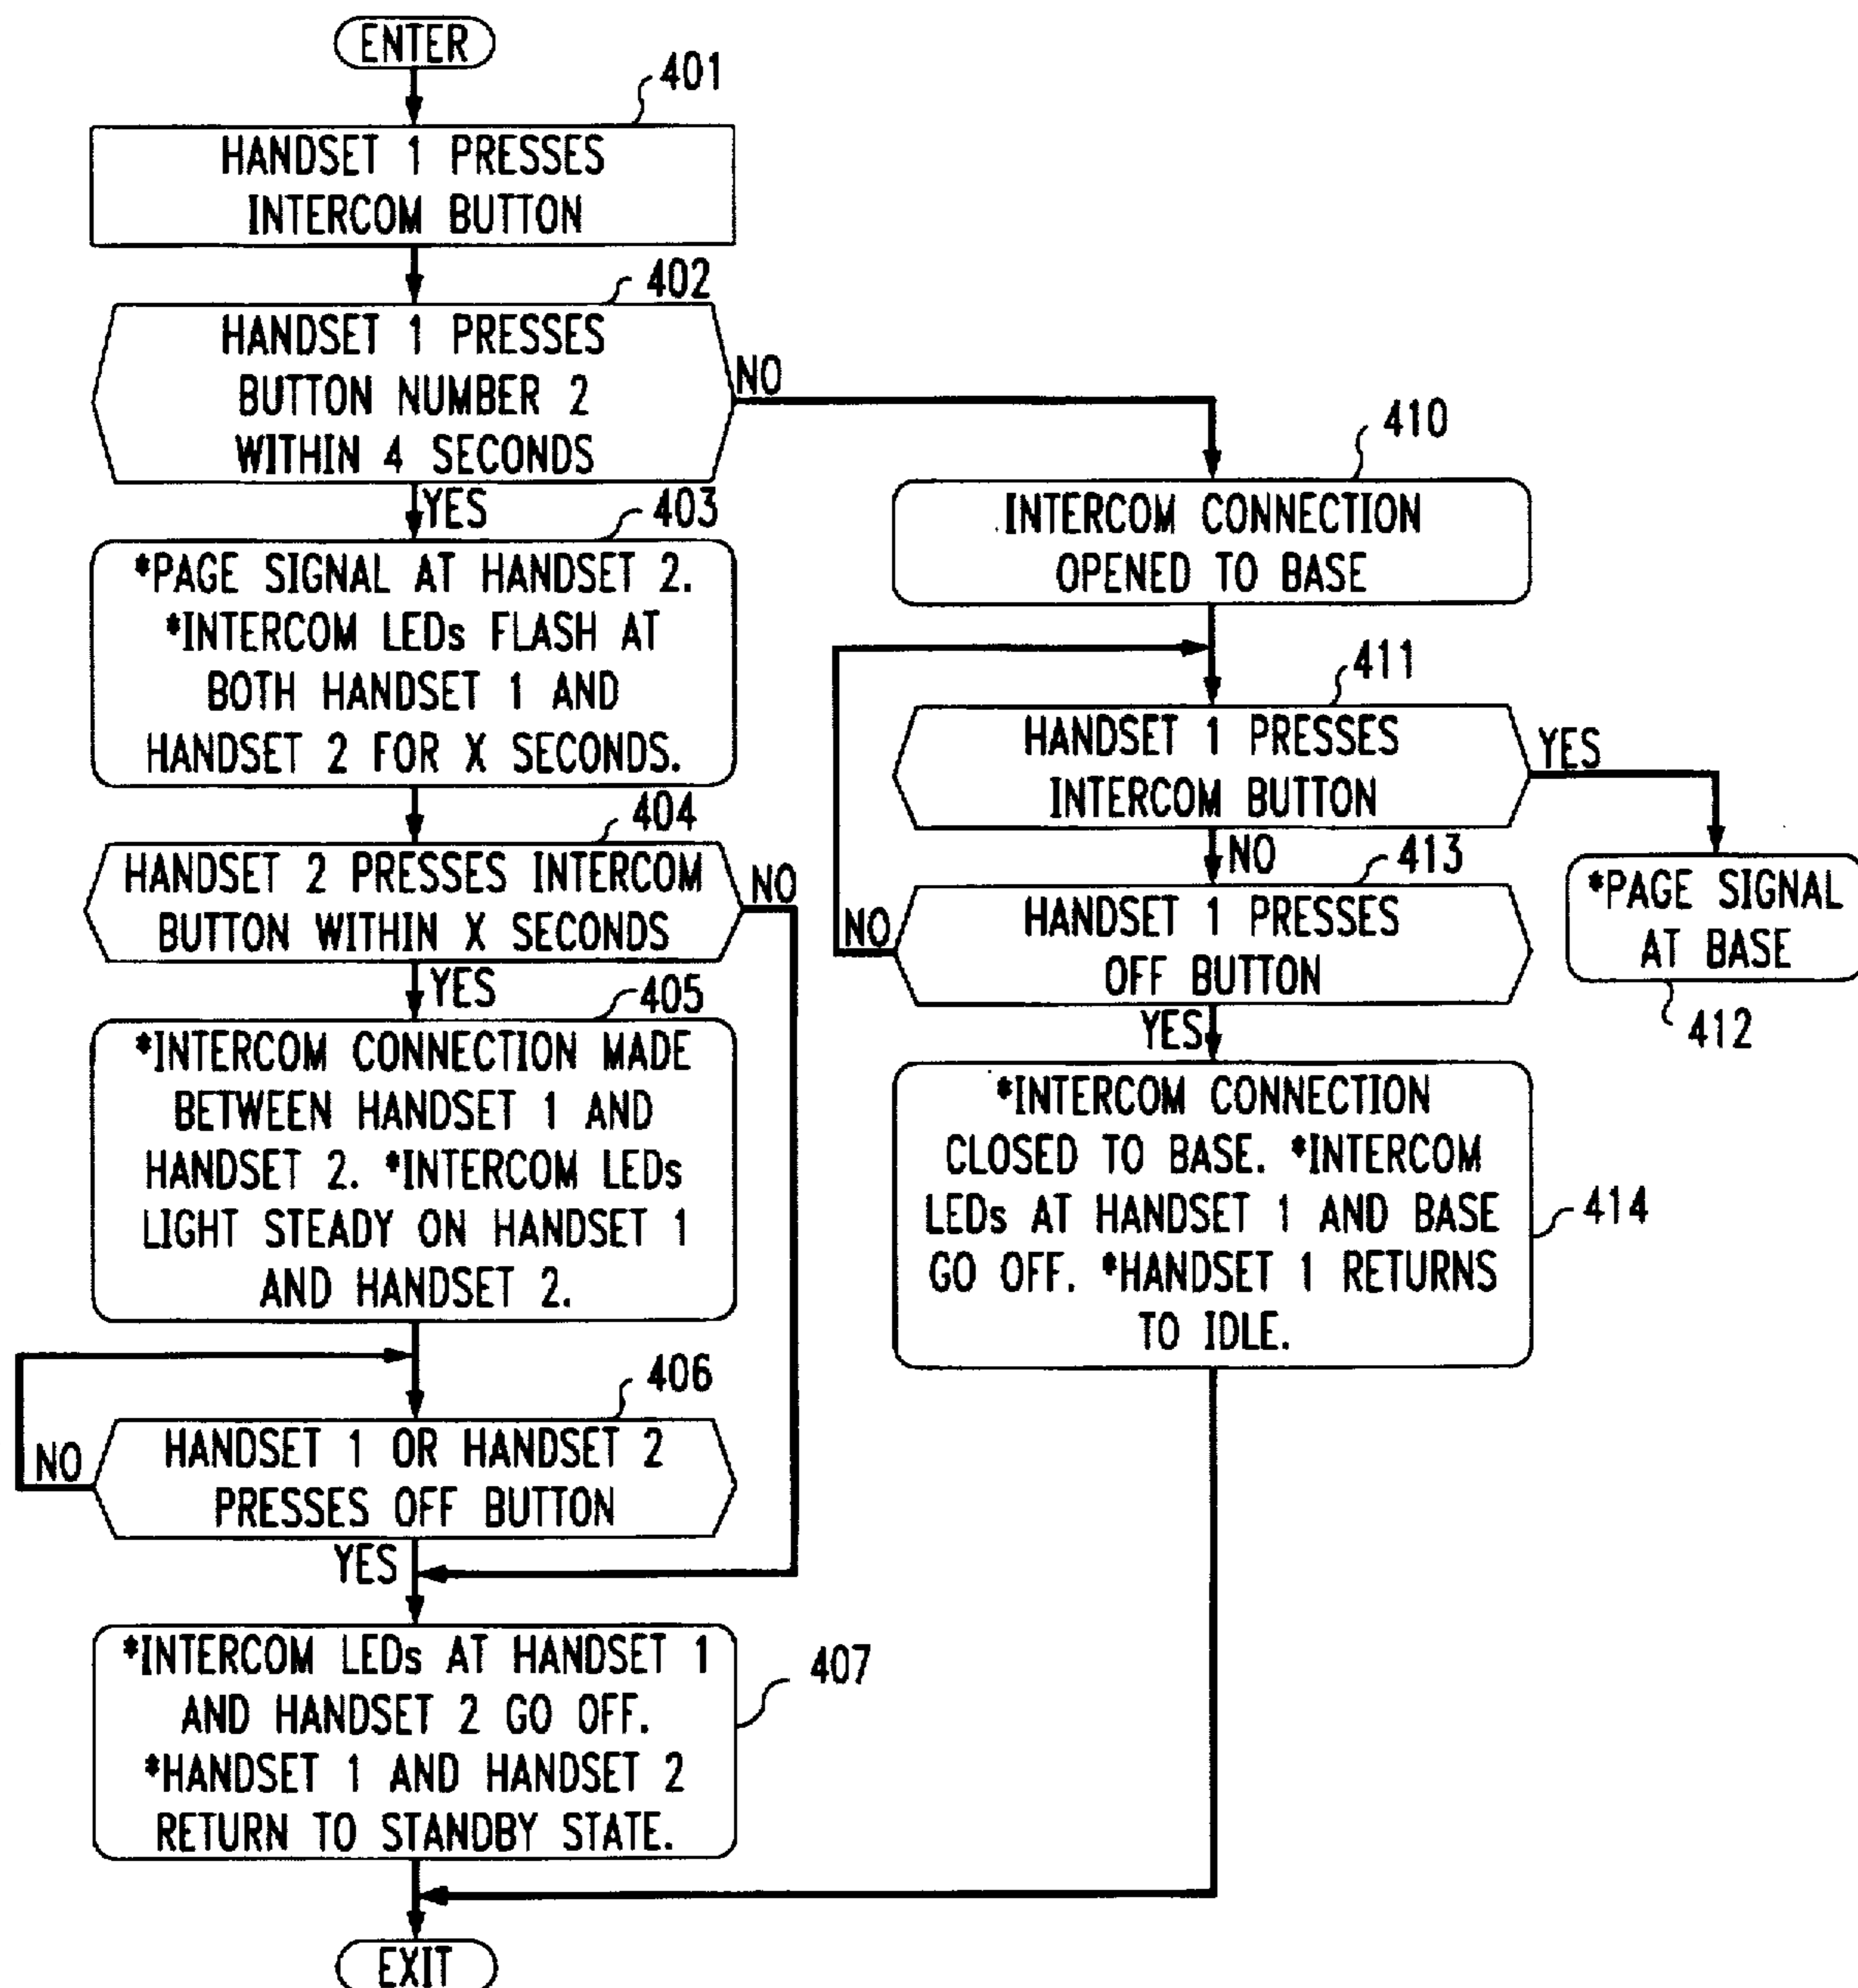 ENTER
401
HANDSET 1 PRESSES
INTERCOM BUTTON
402
HANDSET 1 PRESSES
BUTTON NUMBER 2
WITHIN 4 SECONDS
NO
YES
403
*PAGE SIGNAL AT HANDSET 2.
*INTERCOM LEDs FLASH AT
BOTH HANDSET 1 AND
HANDSET 2 FOR X SECONDS.
404
HANDSET 2 PRESSES INTERCOM
BUTTON WITHIN X SECONDS
NO
YES
405
*INTERCOM CONNECTION MADE
BETWEEN HANDSET 1 AND
HANDSET 2. *INTERCOM LEDs
LIGHT STEADY ON HANDSET 1
AND HANDSET 2.
406
HANDSET 1 OR HANDSET 2
PRESSES OFF BUTTON
NO
YES
*INTERCOM LEDs AT HANDSET 1
AND HANDSET 2 GO OFF.
*HANDSET 1 AND HANDSET 2
RETURN TO STANDBY STATE.
407
410
INTERCOM CONNECTION
OPENED TO BASE
411
HANDSET 1 PRESSES
INTERCOM BUTTON
YES
NO
*PAGE SIGNAL
AT BASE
412
413
HANDSET 1 PRESSES
OFF BUTTON
NO
YES
*INTERCOM CONNECTION
CLOSED TO BASE. *INTERCOM
LEDs AT HANDSET 1 AND BASE
GO OFF. *HANDSET 1 RETURNS
TO IDLE.
414
EXIT